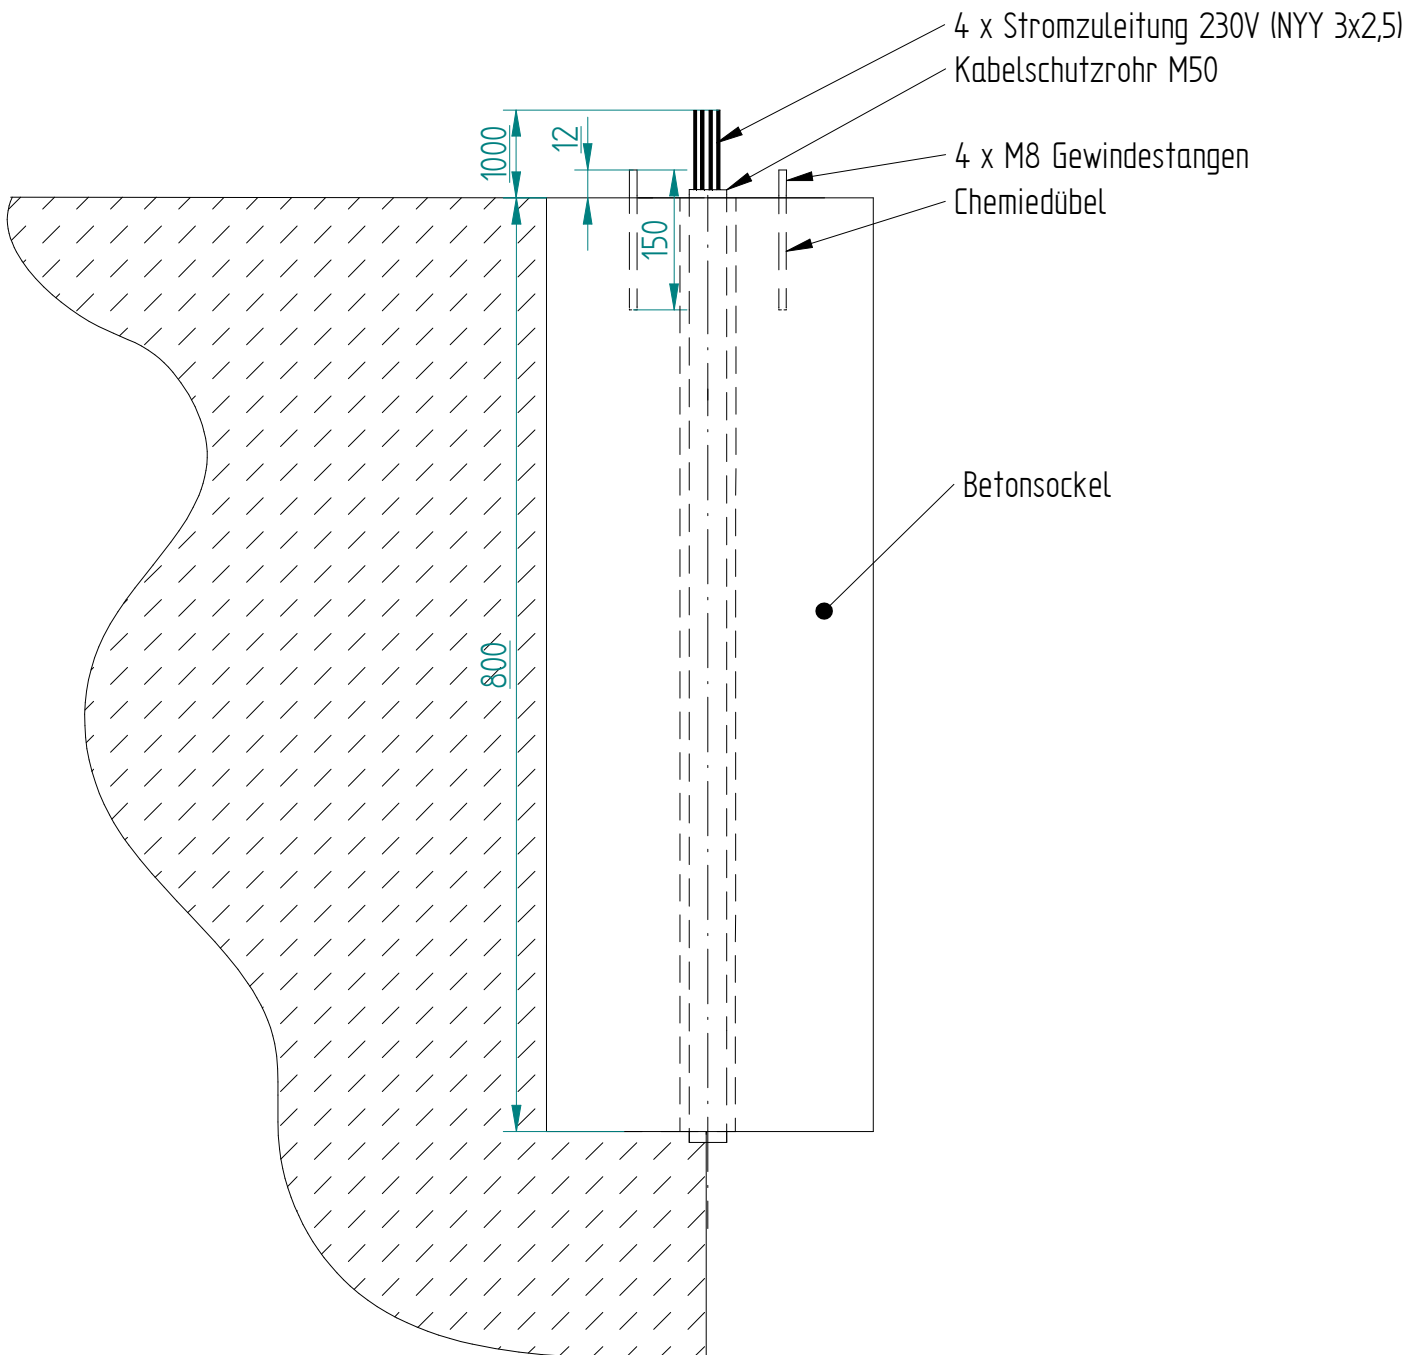 4 x Stromzuleitung 230V (NYY 3x2,5)
Kabelschutzrohr M50
1000
12
4 x M8 Gewindestangen
Chemiedübel
150
Betonsockel
800